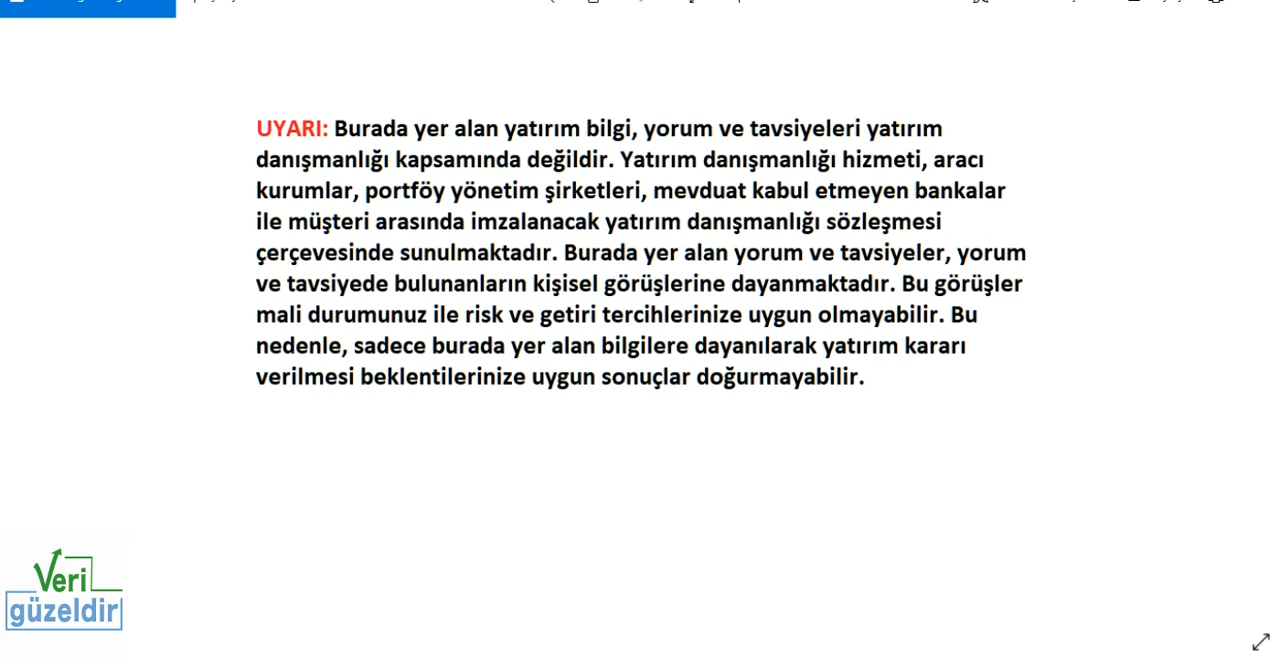 UYARI: Burada yer alan yatırım bilgi, yorum ve tavsiyeleri yatırım
danışmanlığı kapsamında değildir. Yatırım danışmanlığı hizmeti, aracı
kurumlar, portföy yönetim şirketleri, mevduat kabul etmeyen bankalar
ile müşteri arasında imzalanacak yatırım danışmanlığı sözleşmesi
çerçevesinde sunulmaktadır. Burada yer alan yorum ve tavsiyeler, yorum
ve tavsiyede bulunanların kişisel görüşlerine dayanmaktadır. Bu görüşler
mali durumunuz ile risk ve getiri tercihlerinize uygun olmayabilir. Bu
nedenle, sadece burada yer alan bilgilere dayanılarak yatırım kararı
verilmesi beklentilerinize uygun sonuçlar doğurmayabilir.
Veri
güzeldir